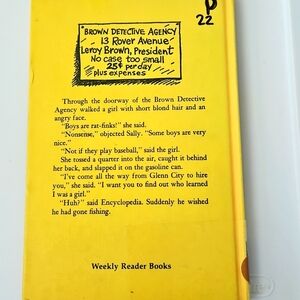 P
22
BROWN DETECTIVE AGENCY
13 Rover Avenue
Leroy Brown, President
No case too small
25¢ per day
plus expenses
Through the doorway of the Brown Detective
Agency walked a girl with short blond hair and an
angry face.
"Boys are rat-finks!" she said.
"Nonsense," objected Sally. "Some boys are very
nice."
"Not if they play baseball," said the girl.
She tossed a quarter into the air, caught it behind
her back, and slapped it on the gasoline can.
"I've come all the way from Glenn City to hire
you," she said. "I want you to find out who learned
I was a girl."
"Huh?" said Encyclopedia. Suddenly he wished
he had gone fishing.
Weekly Reader Books